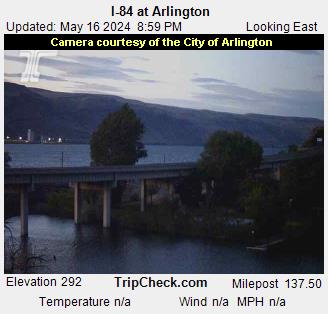 I-84 at Arlington
Updated: May 16 2024 8:59 PM Looking East
Camera courtesy of the City of Arlington
Elevation 292 TripCheck.com Milepost 137.50
Temperature n/a Wind n/a MPH n/a